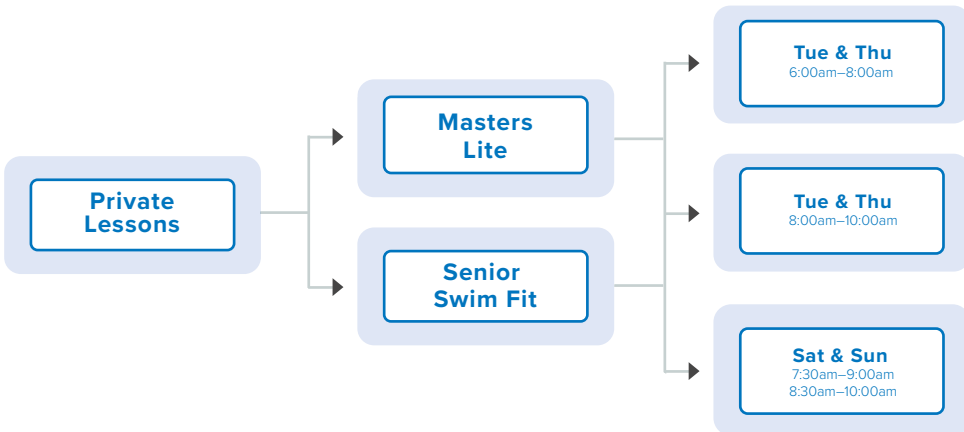 Private
Lessons
Masters
Lite
Senior
Swim Fit
Tue & Thu
6:00am–8:00am
Tue & Thu
8:00am–10:00am
Sat & Sun
7:30am–9:00am
8:30am–10:00am